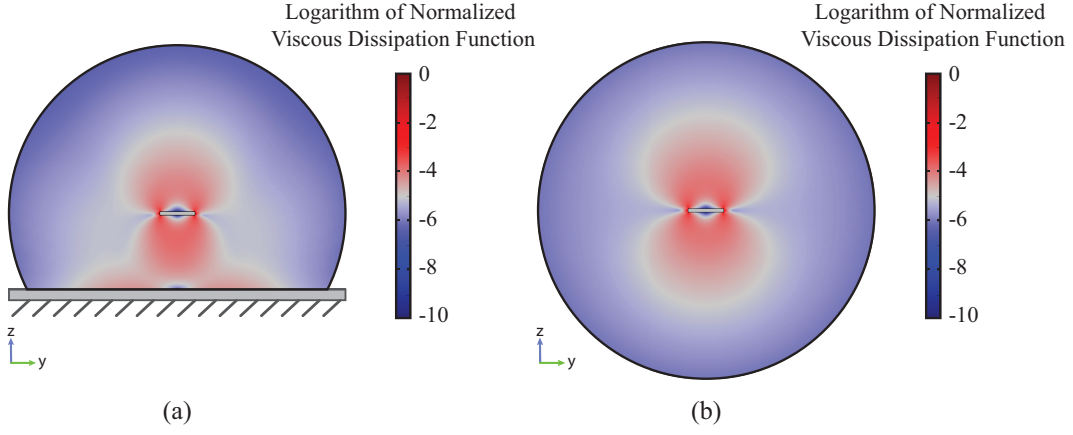 Logarithm of Normalized
Viscous Dissipation Function
0
-2
-4
-6
-8
-10
z
y
(a)
Logarithm of Normalized
Viscous Dissipation Function
0
-2
-4
-6
-8
-10
z
y
(b)